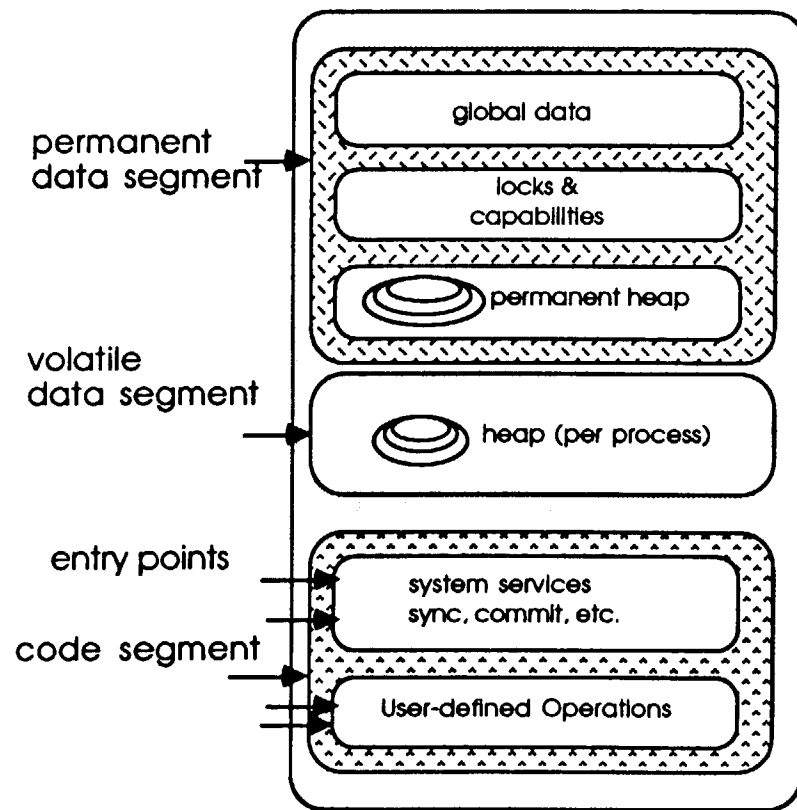 global data
permanent
data segment
locks &
capabilities
permanent heap
volatile
data segment
heap (per process)
entry points
system services
sync, commit, etc.
code segment
User-defined Operations